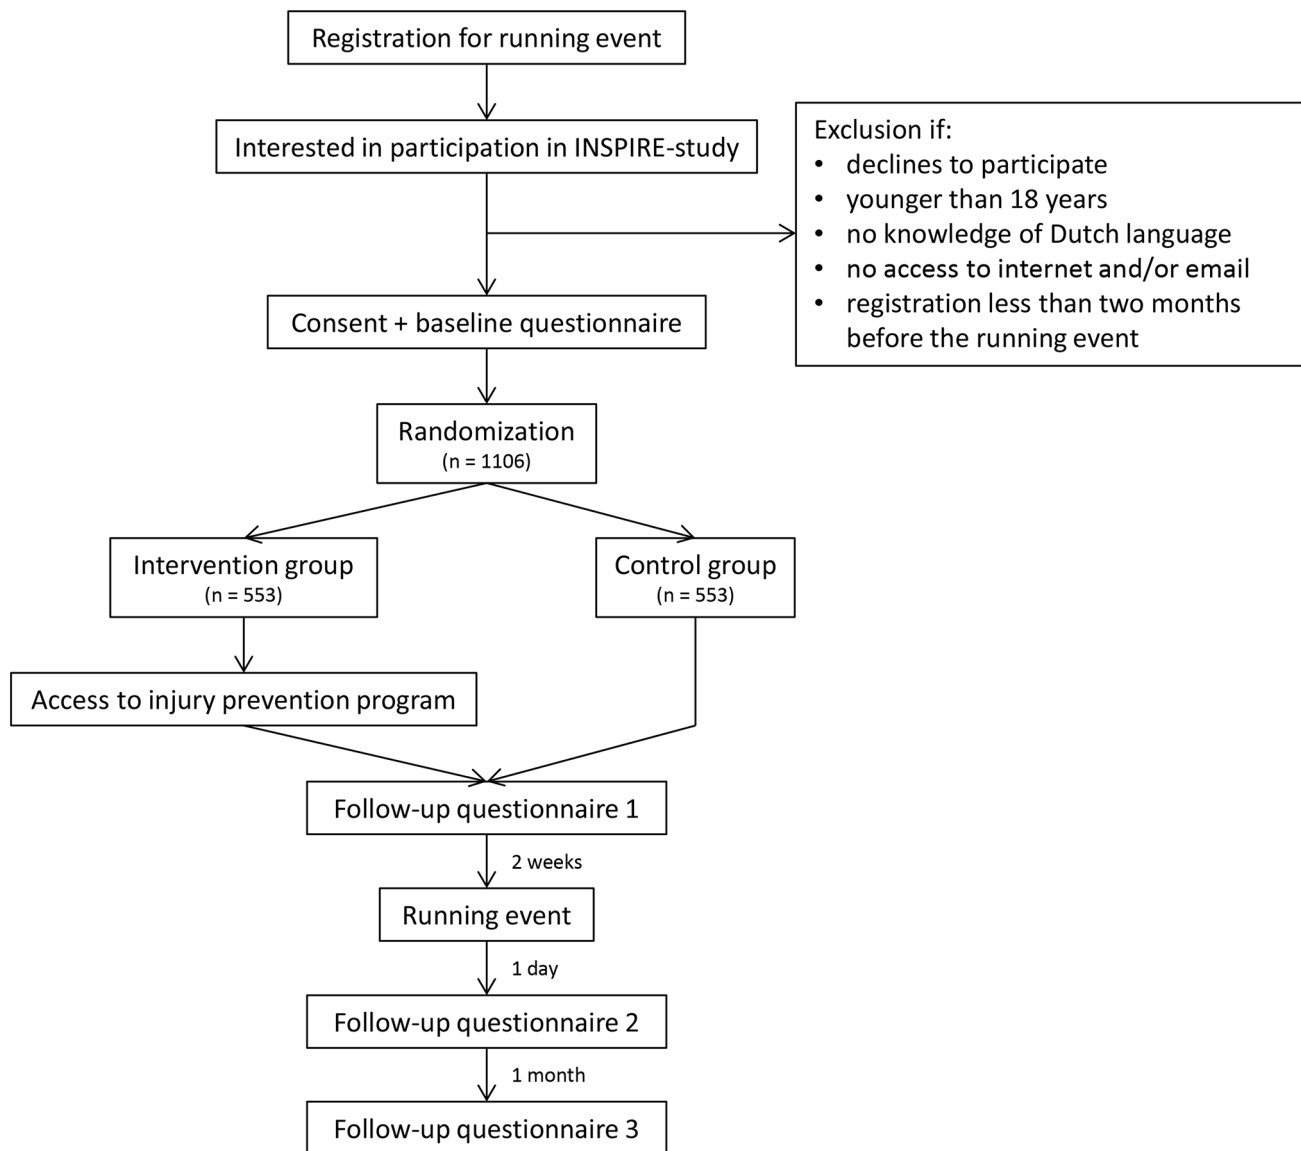 Registration for running event
Interested in participation in INSPIRE-study
Exclusion if:
• declines to participate
• younger than 18 years
• no knowledge of Dutch language
• no access to internet and/or email
• registration less than two months
before the running event
Consent + baseline questionnaire
Randomization
(n = 1106)
Intervention group
(n = 553)
Control group
(n = 553)
Access to injury prevention program
Follow-up questionnaire 1
2 weeks
Running event
1 day
Follow-up questionnaire 2
1 month
Follow-up questionnaire 3